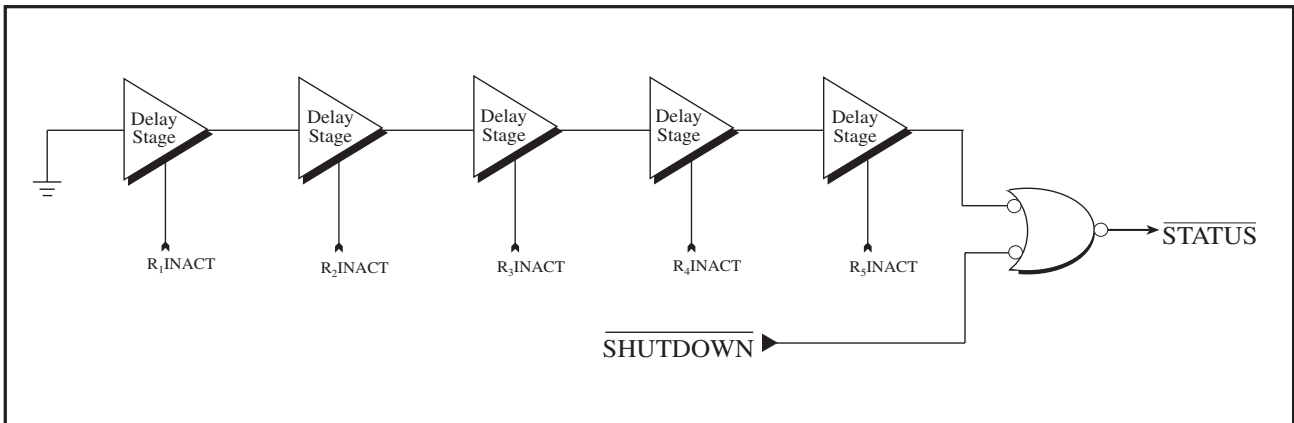 Delay
Stage
Delay
Stage
Delay
Stage
Delay
Stage
Delay
Stage
R₁INACT
R₂INACT
R₃INACT
R₄INACT
R₅INACT
STATUS
SHUTDOWN